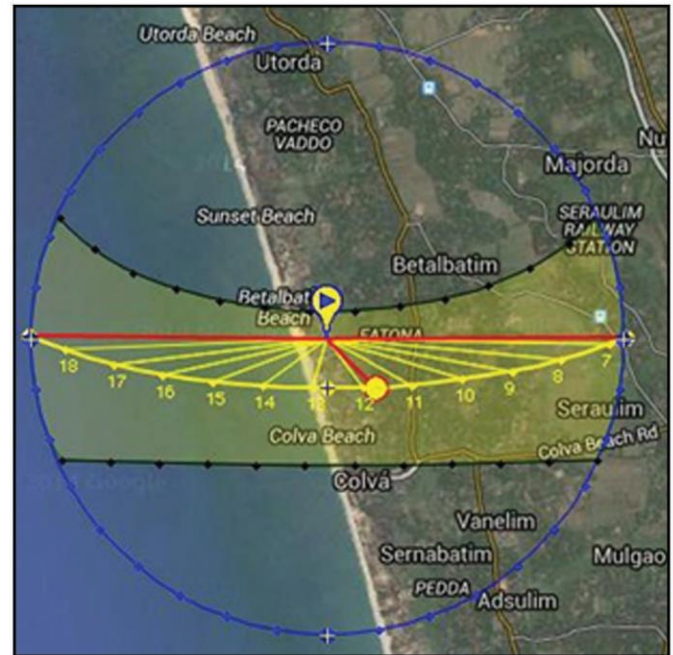 Utorda Beach
Utorda
PACHECO
VADDO
Nu
Majorda
Sunset Beach
SERAULIM
RAILWAY
STATION
Betalbatim
Betalbat
Beach
FATONA
18
17
16
15
14
13
12
11
10
9
8
7
Seraulim
Colva Beach
Colva Beach Rd
Colvá
Vanelim
Sernabatim
Mulgao
PEDDA
Adsulim